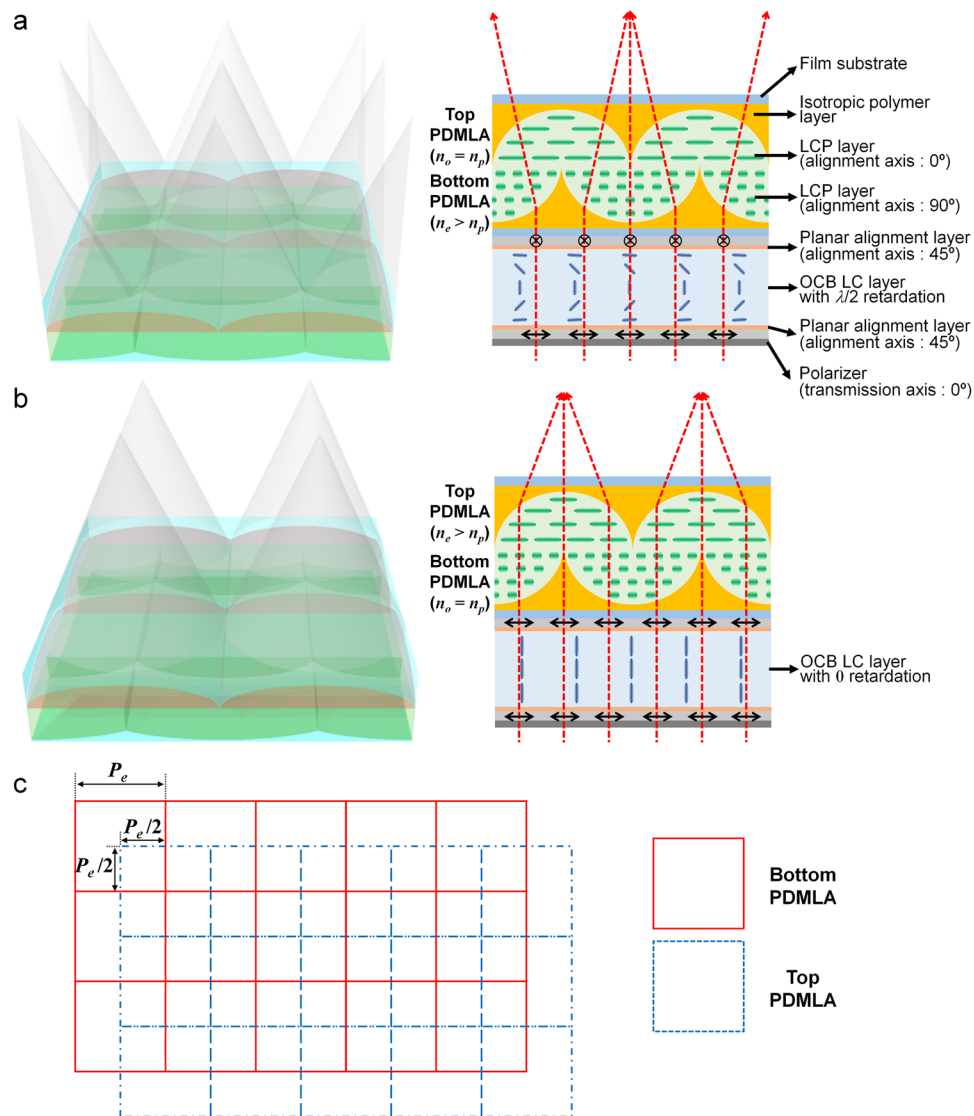 a
Top
PDMLA
(nₒ = nₚ)
Bottom
PDMLA
(nₑ > nₚ)
Film substrate
Isotropic polymer
layer
LCP layer
(alignment axis : 0º)
LCP layer
(alignment axis : 90º)
Planar alignment layer
(alignment axis : 45º)
OCB LC layer
with λ/2 retardation
Planar alignment layer
(alignment axis : 45º)
Polarizer
(transmission axis : 0º)
b
Top
PDMLA
(nₑ > nₚ)
Bottom
PDMLA
(nₒ = nₚ)
OCB LC layer
with 0 retardation
c
Pₑ
Pₑ/2
Pₑ/2
Bottom
PDMLA
Top
PDMLA